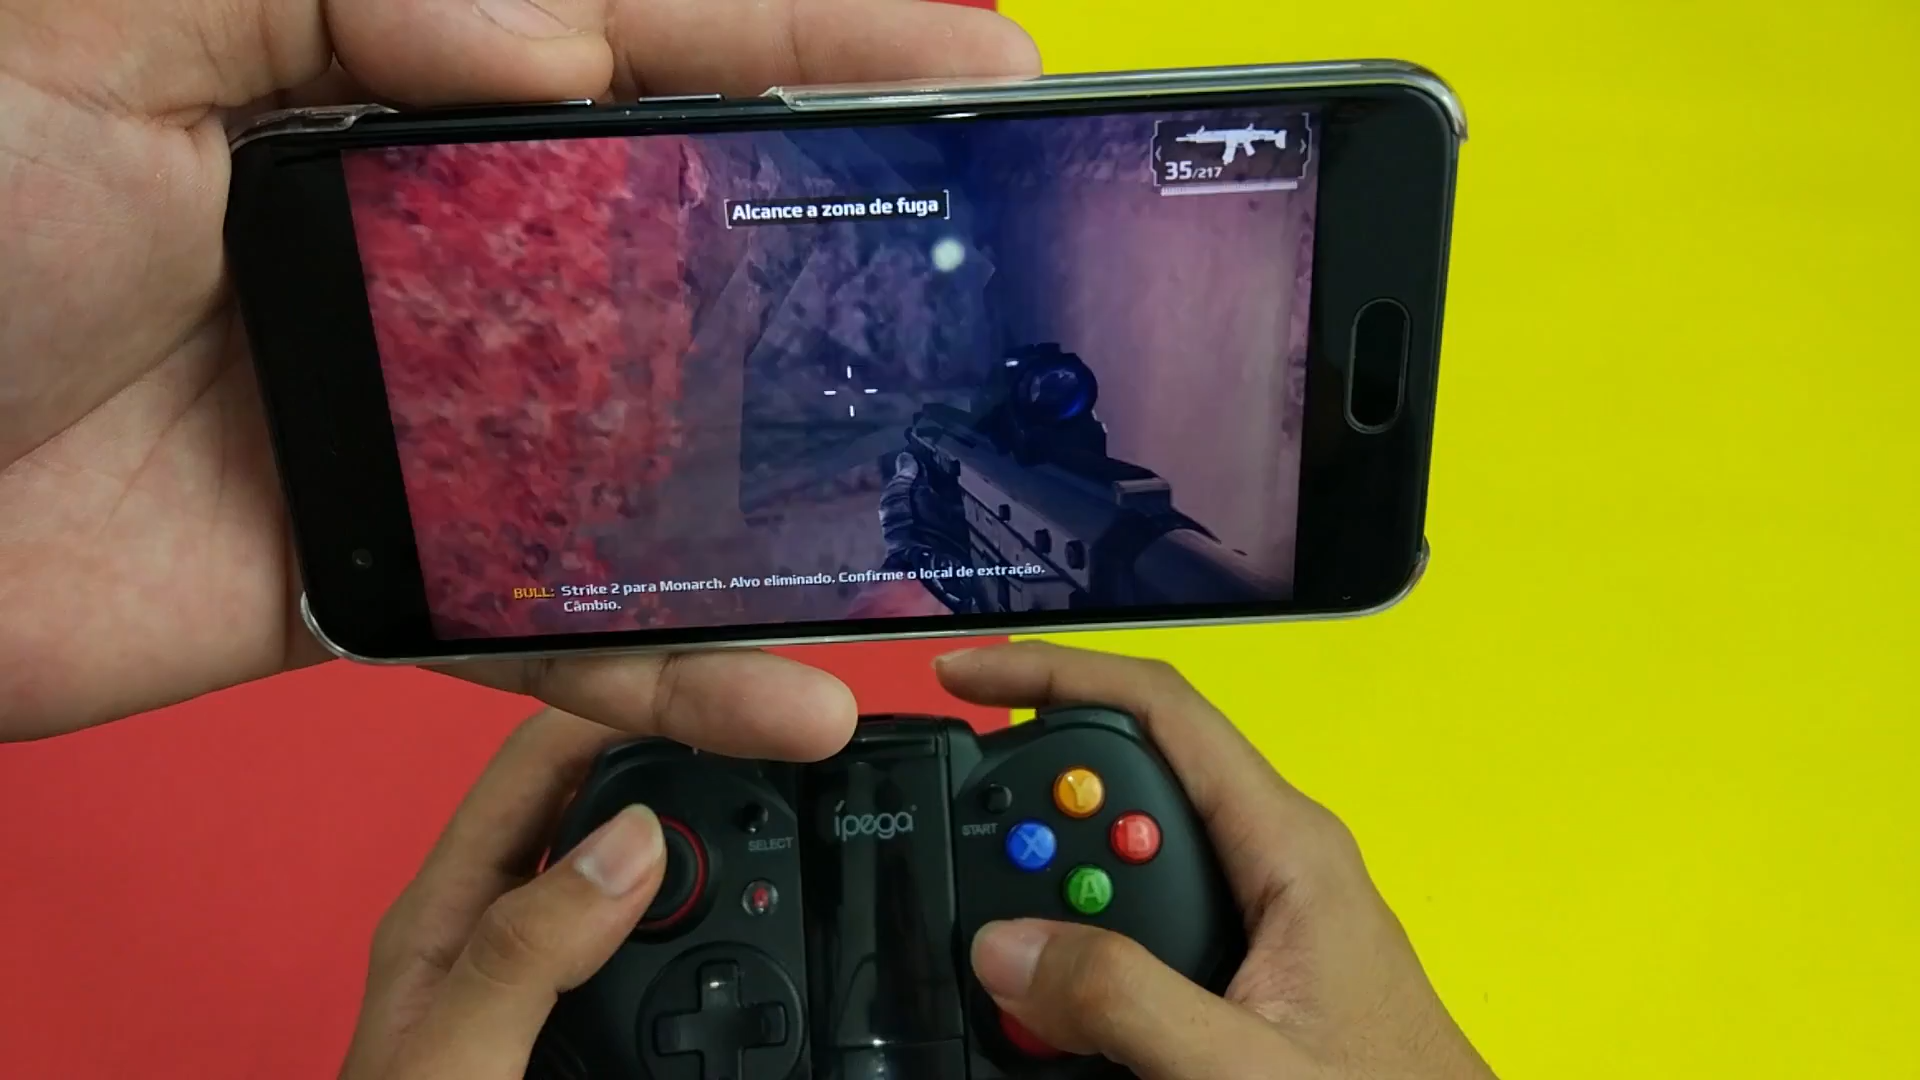 35/217
Alcance a zona de fuga
BULL: Strike 2 para Monarch. Alvo eliminado. Confirme o local de extração.
Câmbio.
ípega
SELECT
START
Y
X
B
A